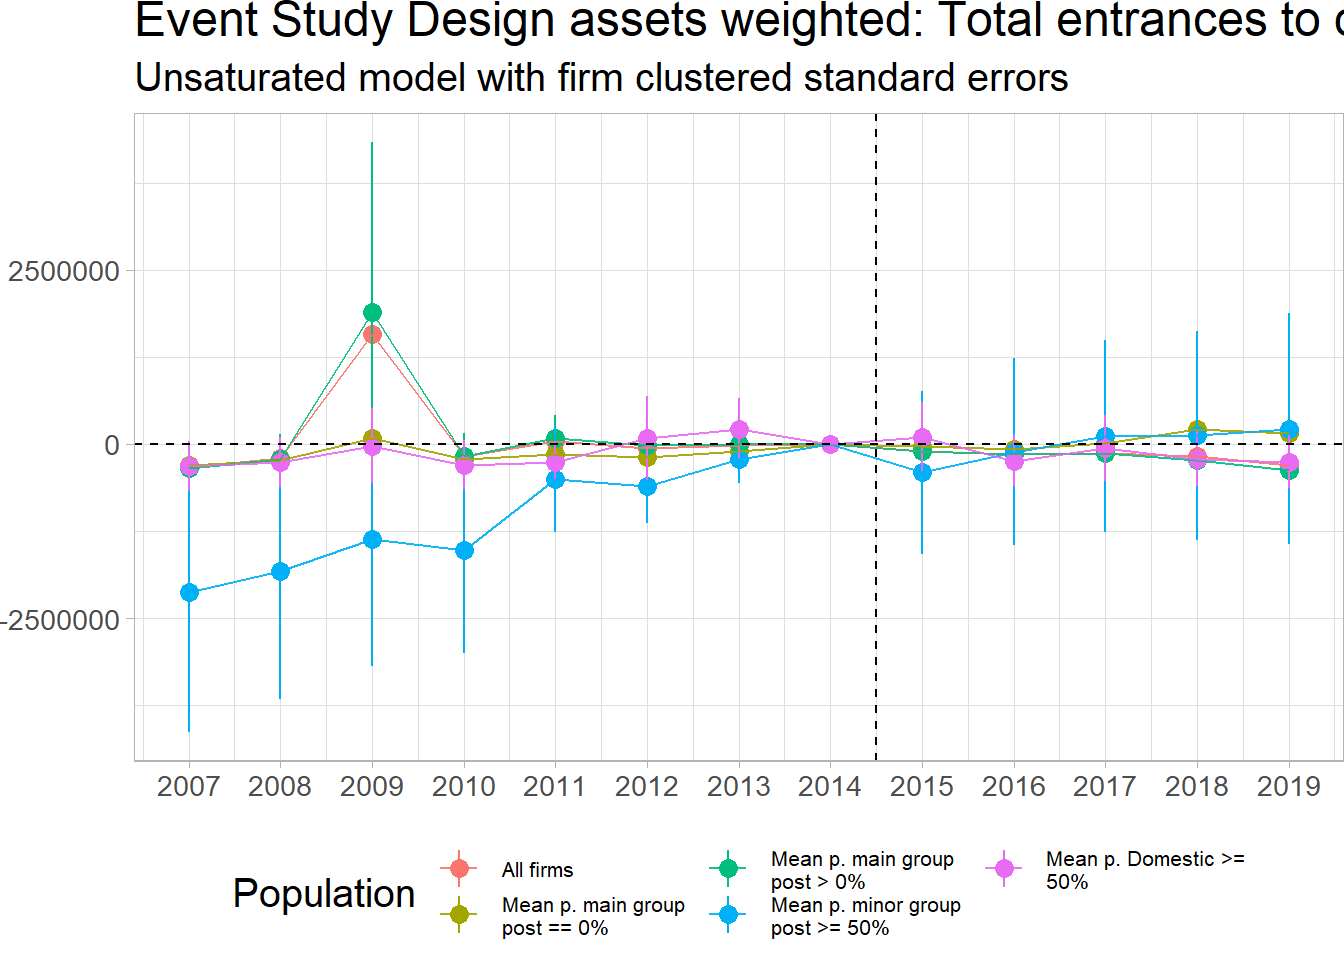 Event Study Design assets weighted: Total entrances to
Unsaturated model with firm clustered standard errors
2500000
0
-2500000
2007 2008 2009 2010 2011 2012 2013 2014 2015 2016 2017 2018 2019
Population
All firms
Mean p. main group
post == 0%
Mean p. main group
post > 0%
Mean p. minor group
post >= 50%
Mean p. Domestic >=
50%